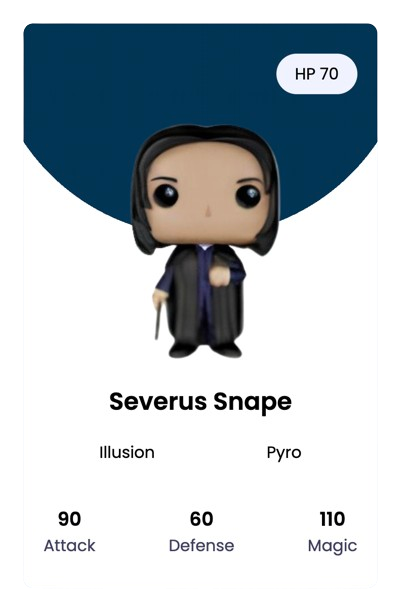 HP 70
Severus Snape
Illusion Pyro
90 60 110
Attack Defense Magic